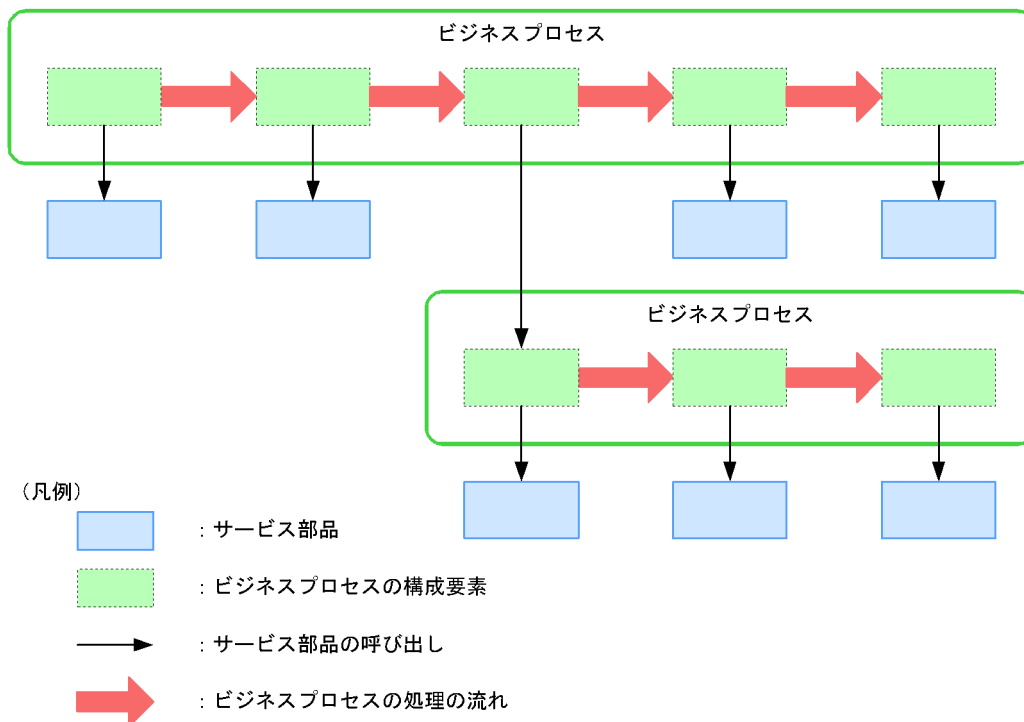 ビジネスプロセス
ビジネスプロセス
（凡例）
：サービス部品
：ビジネスプロセスの構成要素
：サービス部品の呼び出し
：ビジネスプロセスの処理の流れ